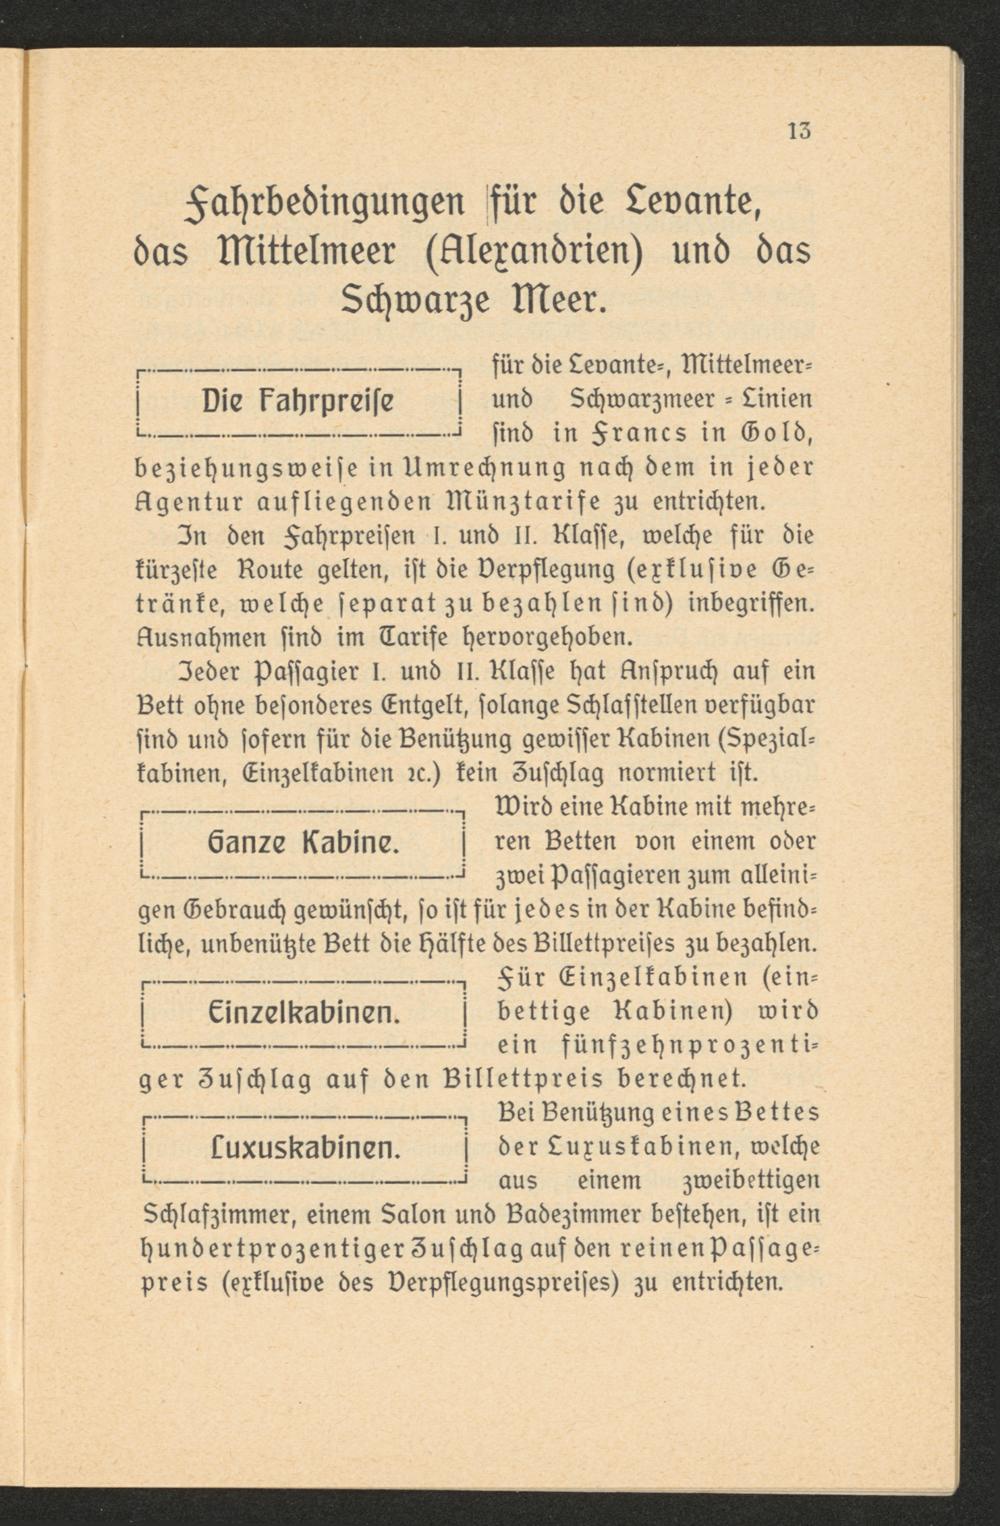 13
Fahrbedingungen für die Levante,
das Mittelmeer (Alexandrien) und das
Schwarze Meer.
Die Fahrpreise
für die Levante-, Mittelmeer-
und Schwarzmeer-Linien
sind in Francs in Gold,
beziehungsweise in Umrechnung nach dem in jeder
Agentur aufliegenden Münztarife zu entrichten.
In den Fahrpreisen I. und II. Klasse, welche für die
kürzeste Route gelten, ist die Verpflegung (exklusive Ge-
tränke, welche separat zu bezahlen sind) inbegriffen.
Ausnahmen sind im Tarife hervorgehoben.
Jeder Passagier I. und II. Klasse hat Anspruch auf ein
Bett ohne besonderes Entgelt, solange Schlafstellen verfügbar
sind und sofern für die Benützung gewisser Kabinen (Spezial-
kabinen, Einzelkabinen ꝛc.) kein Zuschlag normiert ist.
Ganze Kabine.
Wird eine Kabine mit mehre-
ren Betten von einem oder
zwei Passagieren zum alleini-
gen Gebrauch gewünscht, so ist für jedes in der Kabine befind-
liche, unbenützte Bett die Hälfte des Billettpreises zu bezahlen.
Einzelkabinen.
Für Einzelkabinen (ein-
bettige Kabinen) wird
ein fünfzehnprozenti-
ger Zuschlag auf den Billettpreis berechnet.
Luxuskabinen.
Bei Benützung eines Bettes
der Luxuskabinen, welche
aus einem zweibettigen
Schlafzimmer, einem Salon und Badezimmer bestehen, ist ein
hundertprozentiger Zuschlag auf den reinen Passage-
preis (exklusive des Verpflegungspreises) zu entrichten.